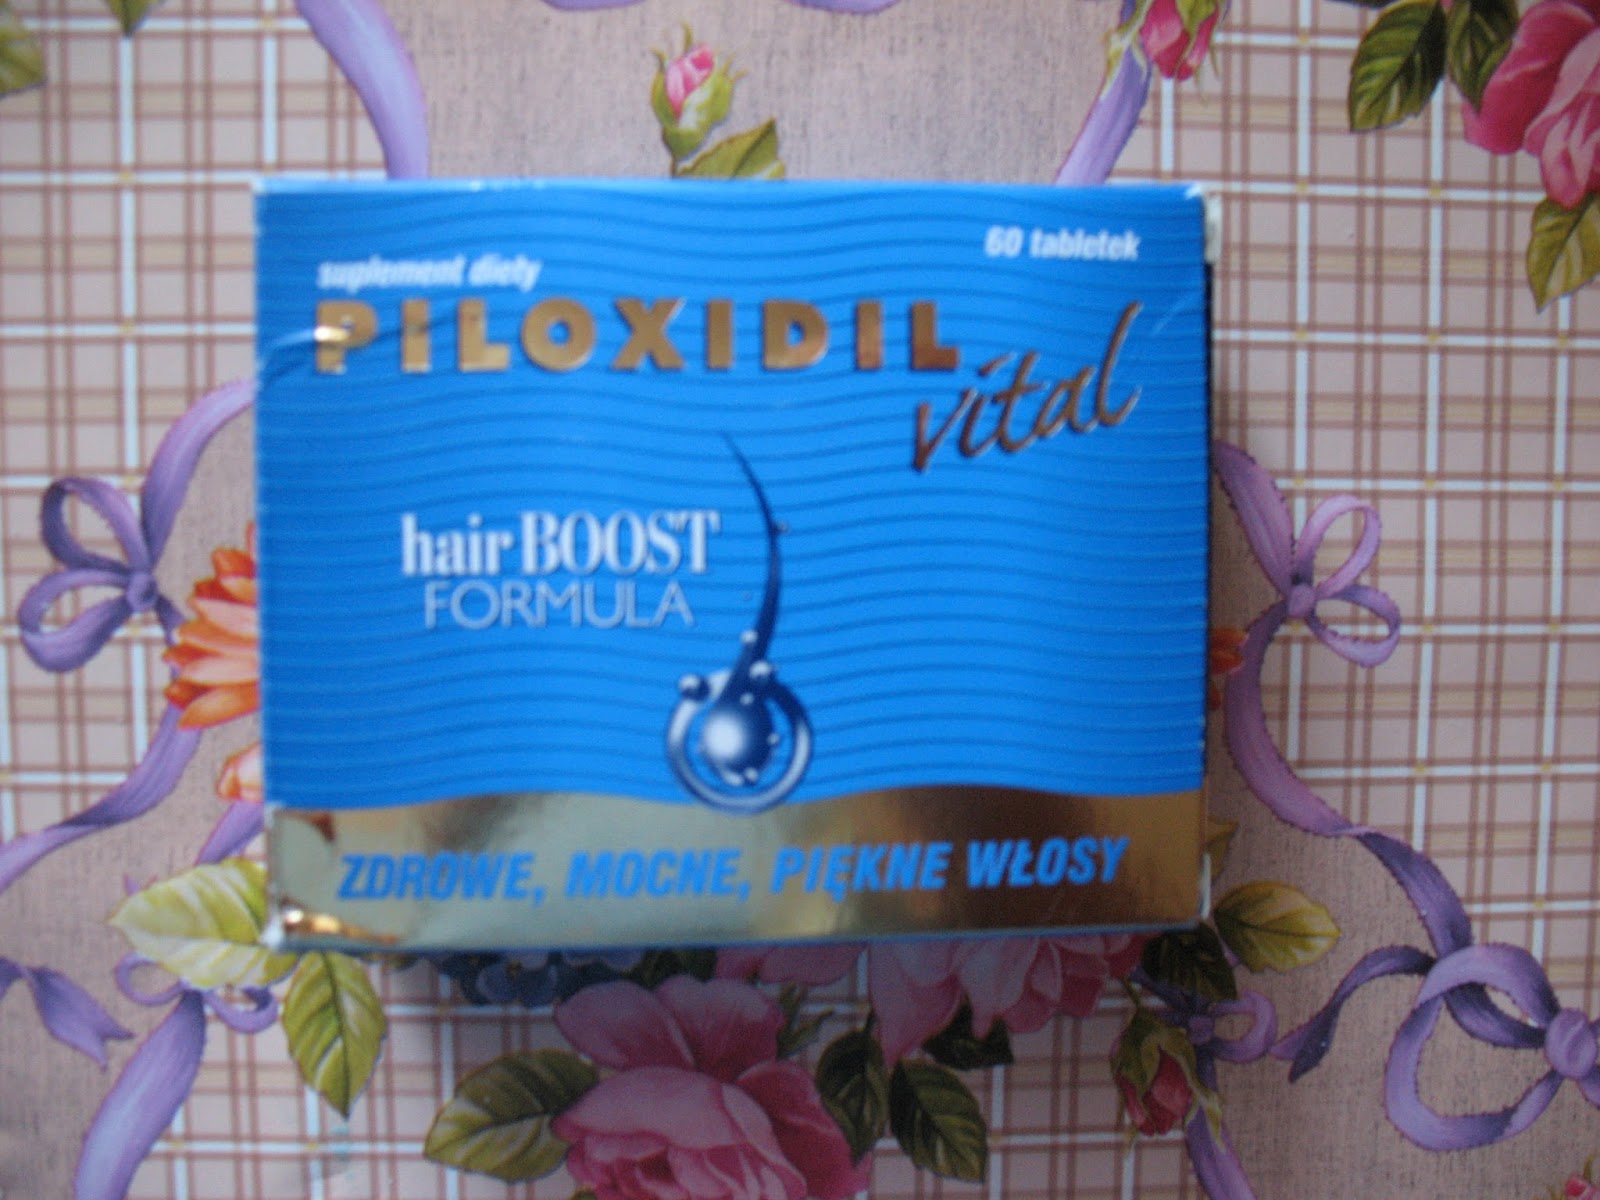 60 tabletek
suplement diety
PILOXIDIL
vital
hair BOOST
FORMULA
ZDROWE, MOCNE, PIĘKNE WŁOSY